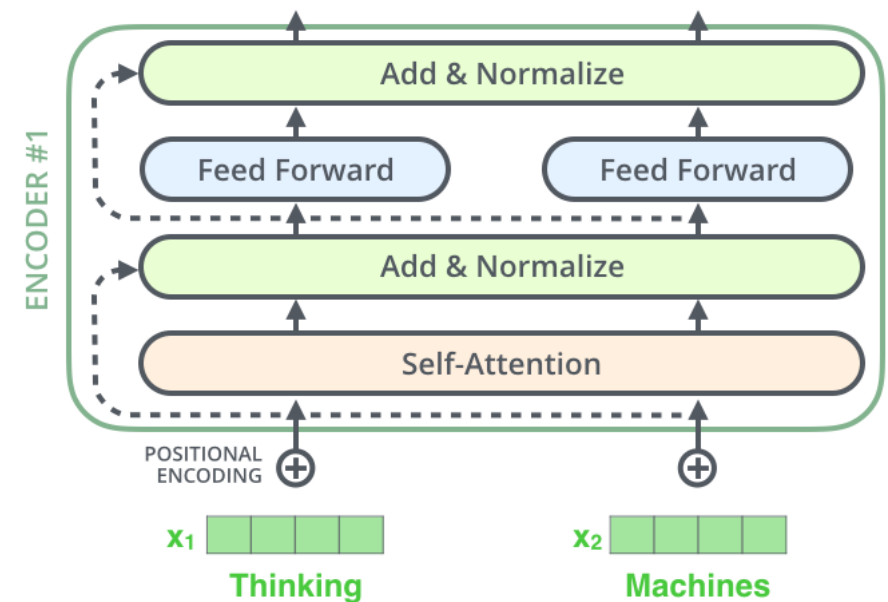 ENCODER #1
Add & Normalize
Feed Forward
Feed Forward
Add & Normalize
Self-Attention
POSITIONAL
ENCODING
x₁
x₂
Thinking
Machines